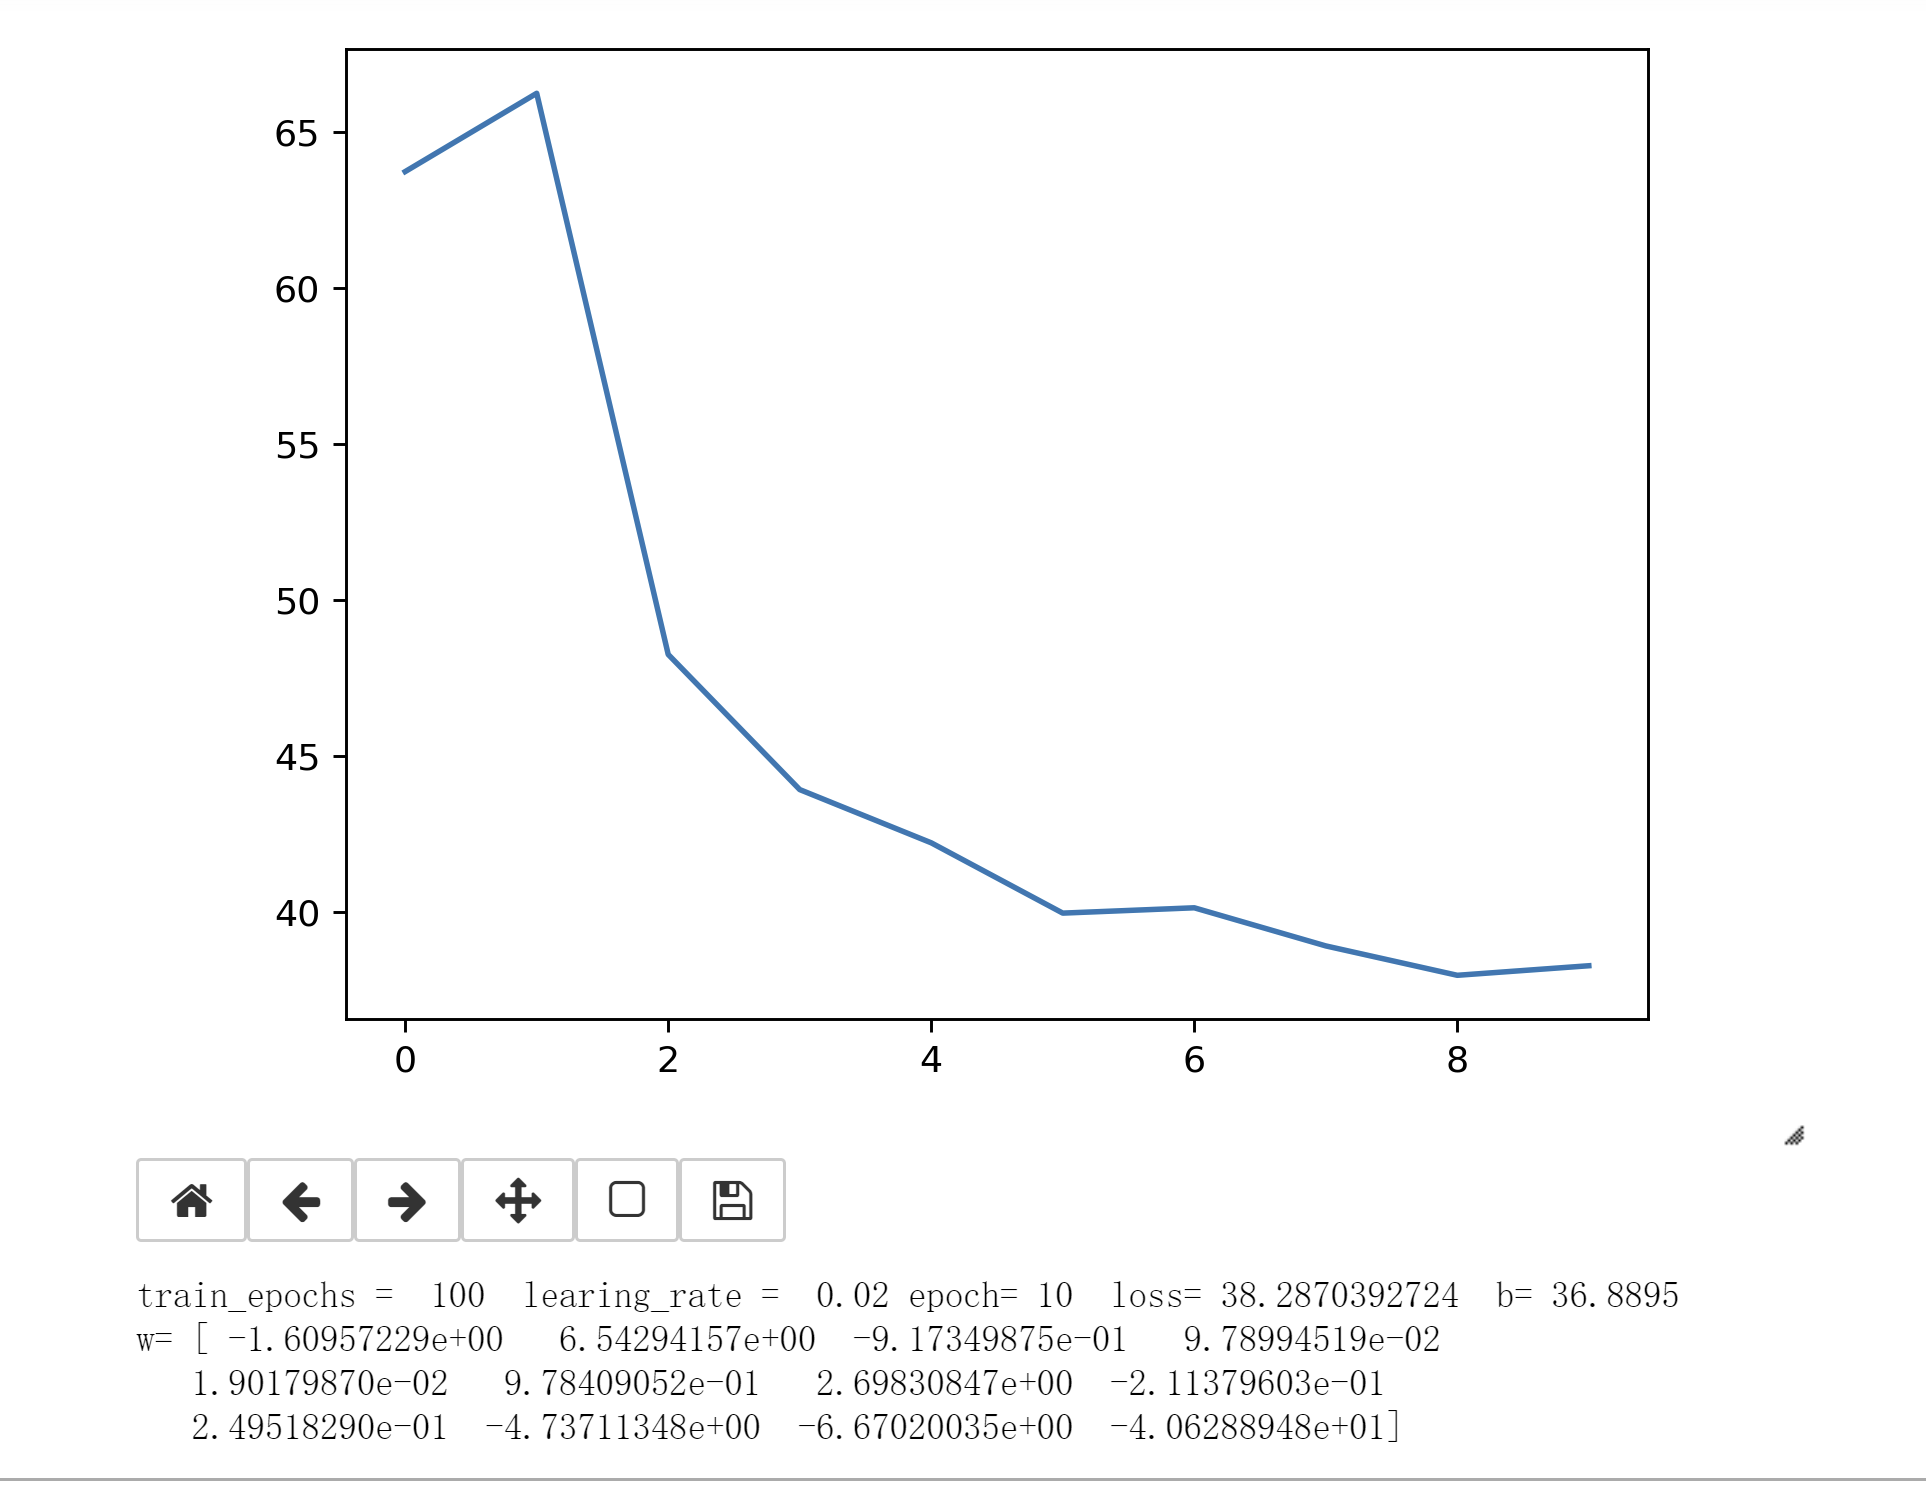 65
60
55
50
45
40
0 2 4 6 8
train_epochs =  100  learing_rate =  0.02 epoch= 10  loss= 38.2870392724  b= 36.8895
w= [ -1.60957229e+00   6.54294157e+00  -9.17349875e-01   9.78994519e-02
   1.90179870e-02   9.78409052e-01   2.69830847e+00  -2.11379603e-01
   2.49518290e-01  -4.73711348e+00  -6.67020035e+00  -4.06288948e+01]